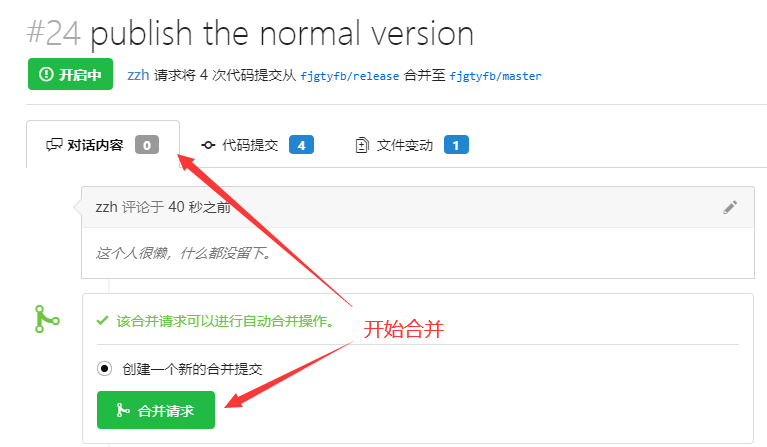 #24 publish the normal version
开启中 zzh 请求将 4 次代码提交从 fjgtyfb/release 合并至 fjgtyfb/master
对话内容 0 代码提交 4 文件变动 1
zzh 评论于 40 秒之前
这个人很懒，什么都没留下。
该合并请求可以进行自动合并操作。
开始合并
创建一个新的合并提交
合并请求